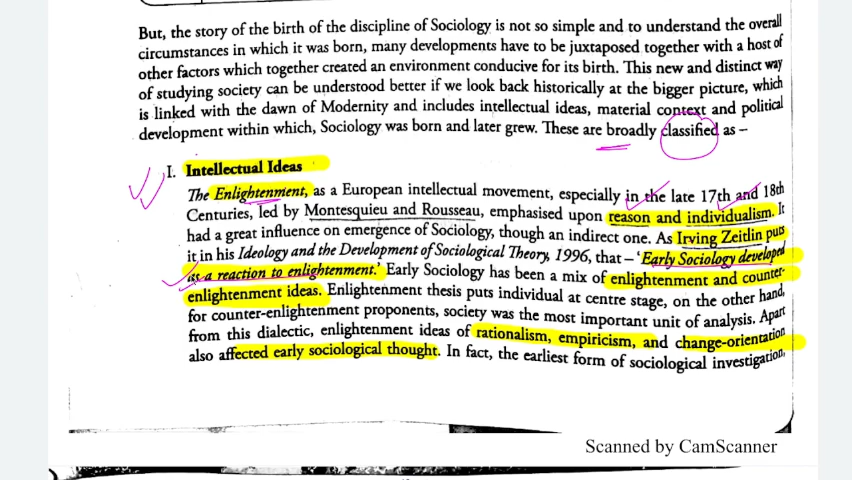 But, the story of the birth of the discipline of Sociology is not so simple and to understand the overall
circumstances in which it was born, many developments have to be juxtaposed together with a host of
other factors which together created an environment conducive for its birth. This new and distinct way
of studying society can be understood better if we look back historically at the bigger picture, which
is linked with the dawn of Modernity and includes intellectual ideas, material context and political
development within which, Sociology was born and later grew. These are broadly classified as –
I. Intellectual Ideas
The Enlightenment, as a European intellectual movement, especially in the late 17th and 18th
Centuries, led by Montesquieu and Rousseau, emphasised upon reason and individualism. It
had a great influence on emergence of Sociology, though an indirect one. As Irving Zeitlin puts
it in his Ideology and the Development of Sociological Theory, 1996, that – 'Early Sociology developed
as a reaction to enlightenment.' Early Sociology has been a mix of enlightenment and counter-
enlightenment ideas. Enlightenment thesis puts individual at centre stage, on the other hand,
for counter-enlightenment proponents, society was the most important unit of analysis. Apart
from this dialectic, enlightenment ideas of rationalism, empiricism, and change-orientation
also affected early sociological thought. In fact, the earliest form of sociological investigation,
Scanned by CamScanner